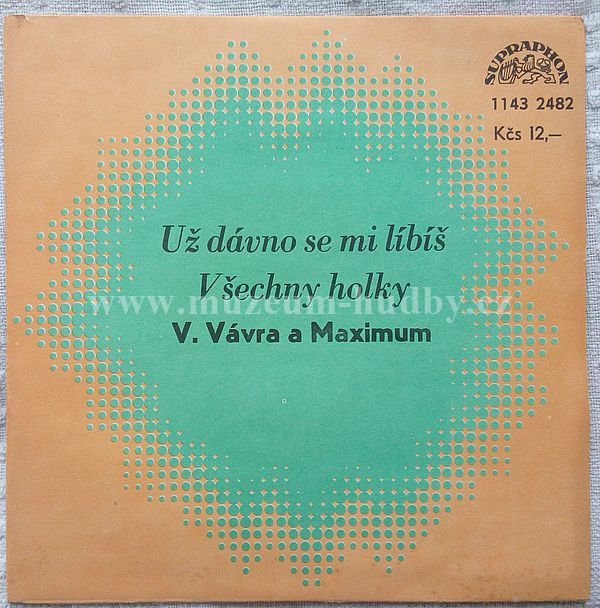 SUPRAPHON
1143 2482
Kčs 12,—
Už dávno se mi líbíš
Všechny holky
www.muzeum-hudby.cz
V. Vávra a Maximum